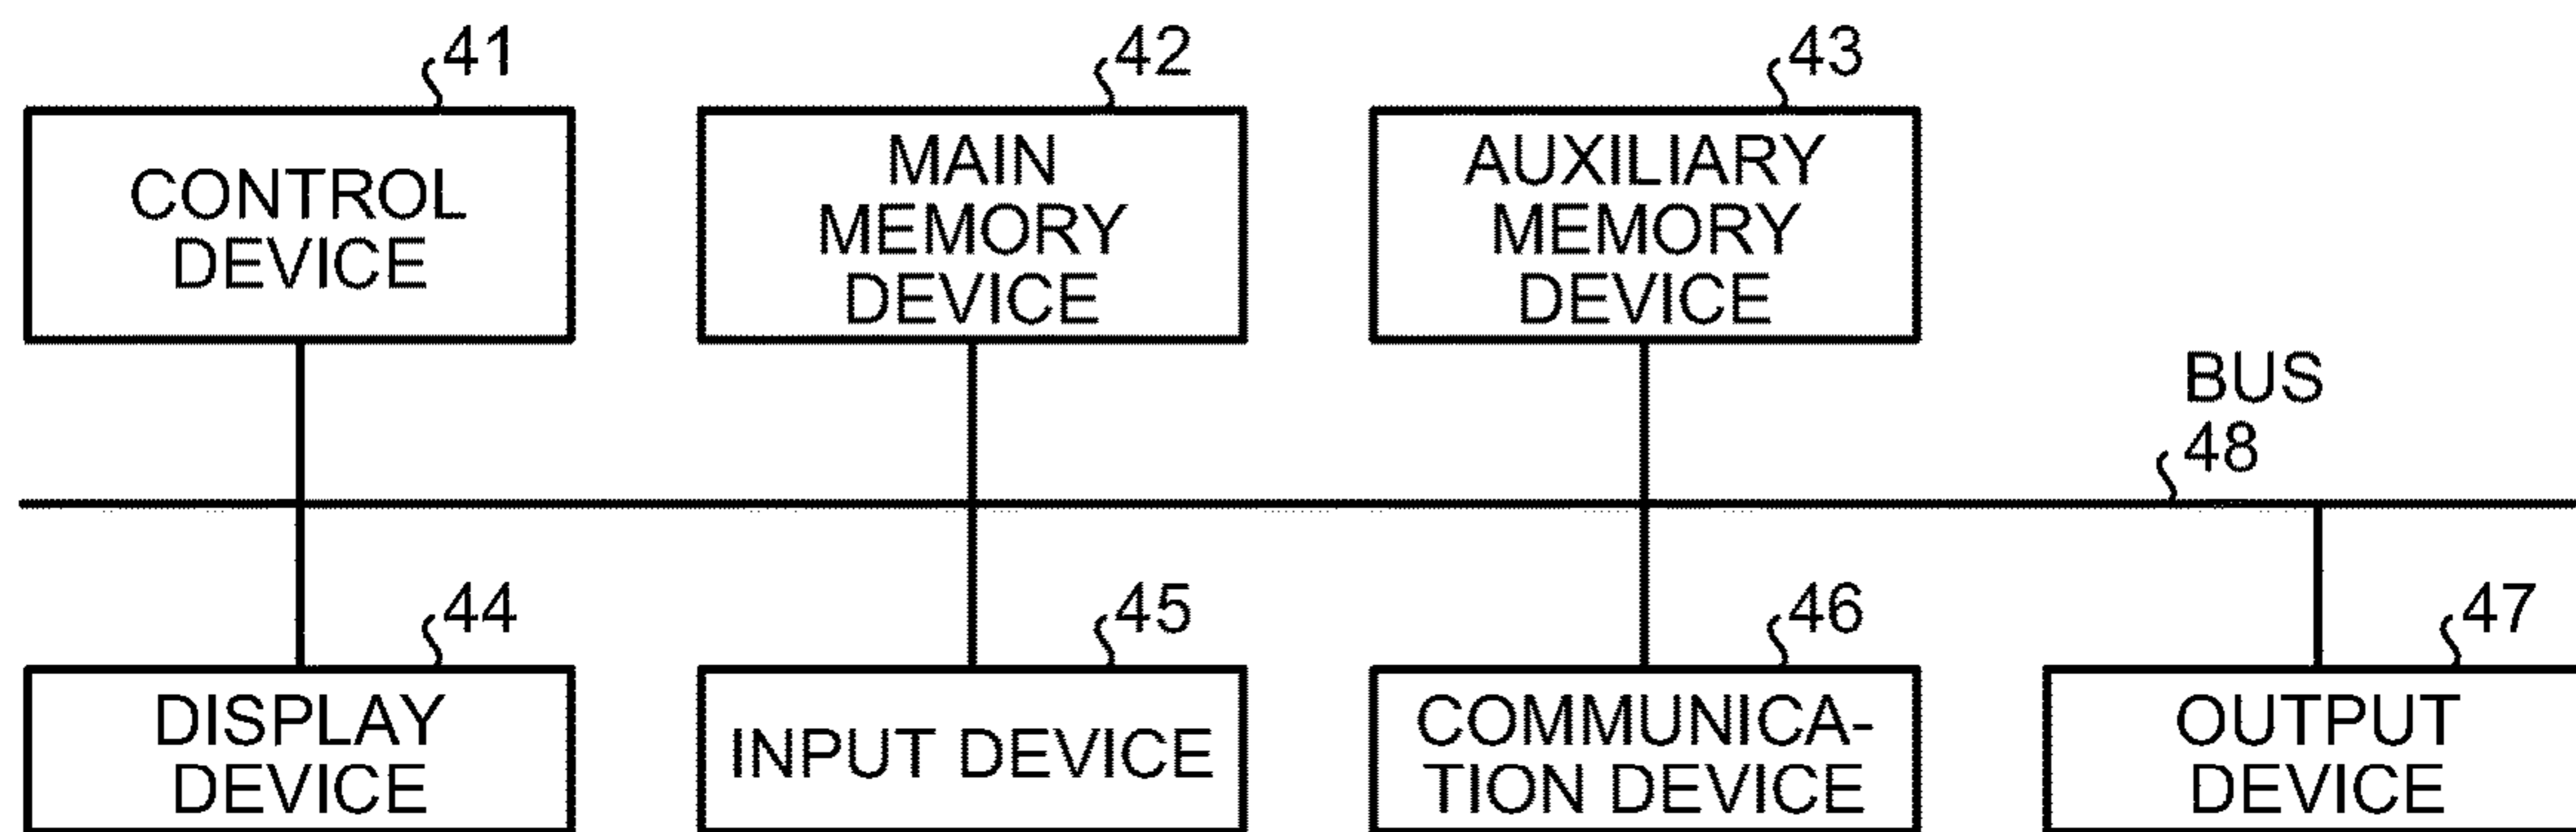 41
CONTROL
DEVICE
42
MAIN
MEMORY
DEVICE
43
AUXILIARY
MEMORY
DEVICE
BUS
48
44
DISPLAY
DEVICE
45
INPUT DEVICE
46
COMMUNICA-
TION DEVICE
47
OUTPUT
DEVICE